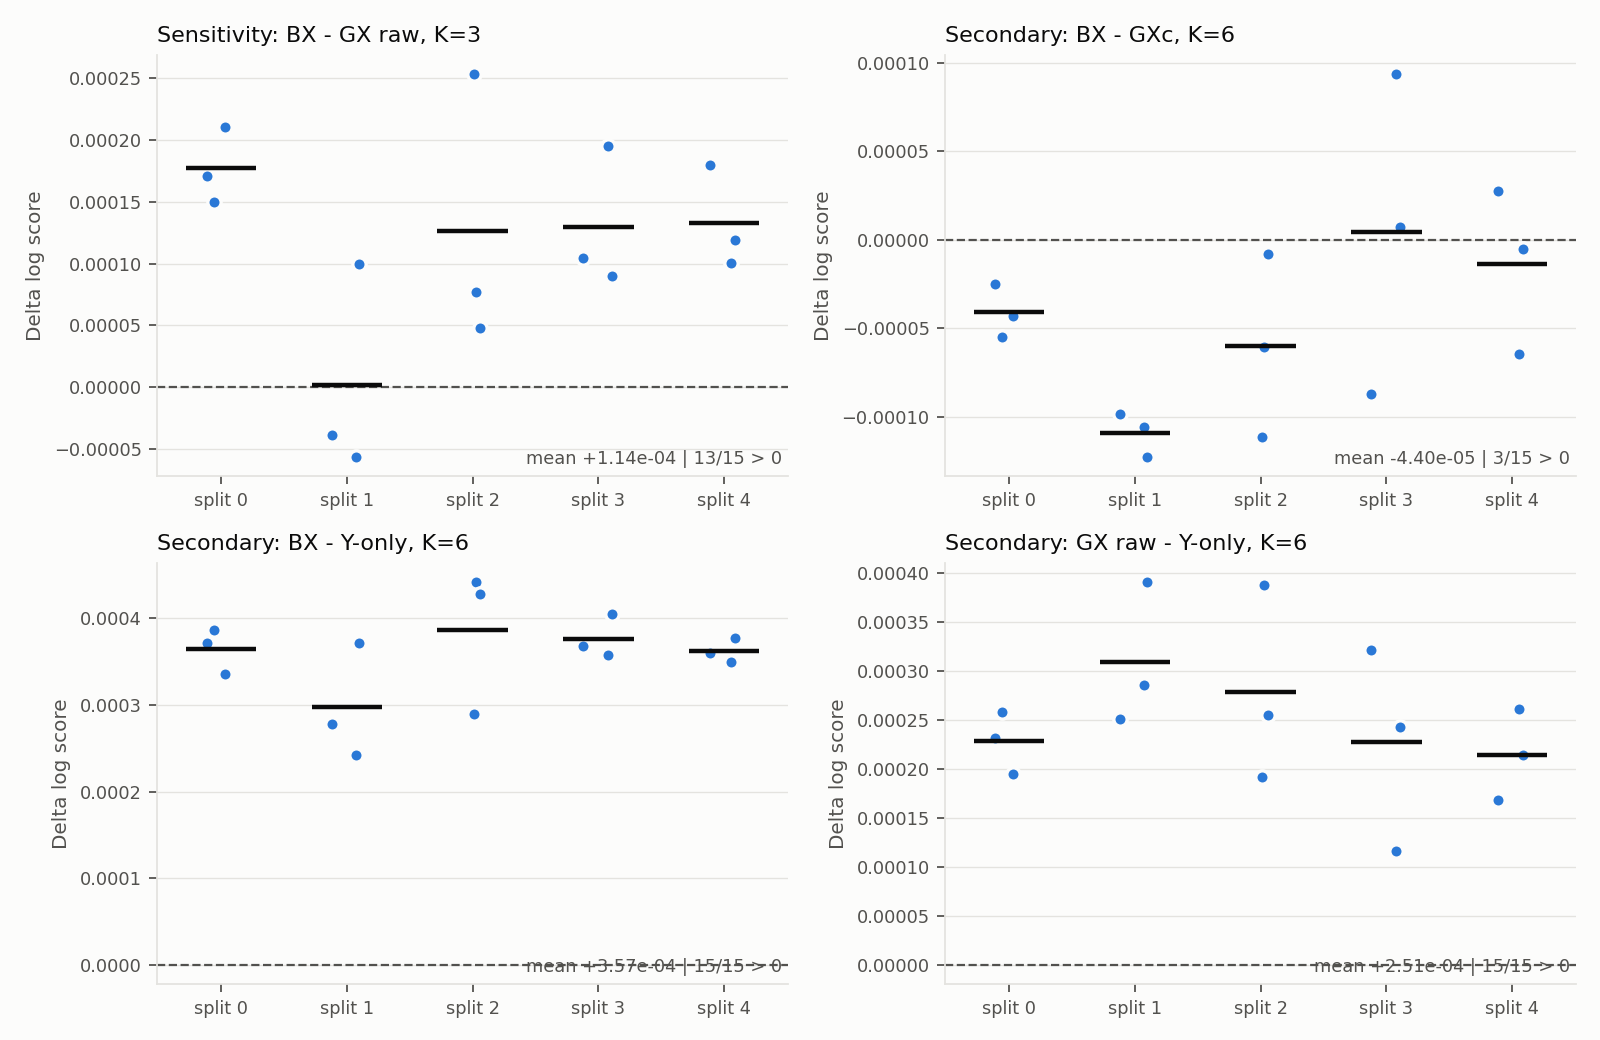 Sensitivity: BX - GX raw, K=3
Delta log score
0.00025
0.00020
0.00015
0.00010
0.00005
0.00000
−0.00005
mean +1.14e-04 | 13/15 > 0
split 0 split 1 split 2 split 3 split 4
Secondary: BX - GXc, K=6
Delta log score
0.00010
0.00005
0.00000
−0.00005
−0.00010
mean -4.40e-05 | 3/15 > 0
split 0 split 1 split 2 split 3 split 4
Secondary: BX - Y-only, K=6
Delta log score
0.0004
0.0003
0.0002
0.0001
0.0000
mean +3.57e-04 | 15/15 > 0
split 0 split 1 split 2 split 3 split 4
Secondary: GX raw - Y-only, K=6
Delta log score
0.00040
0.00035
0.00030
0.00025
0.00020
0.00015
0.00010
0.00005
0.00000
mean +2.51e-04 | 15/15 > 0
split 0 split 1 split 2 split 3 split 4